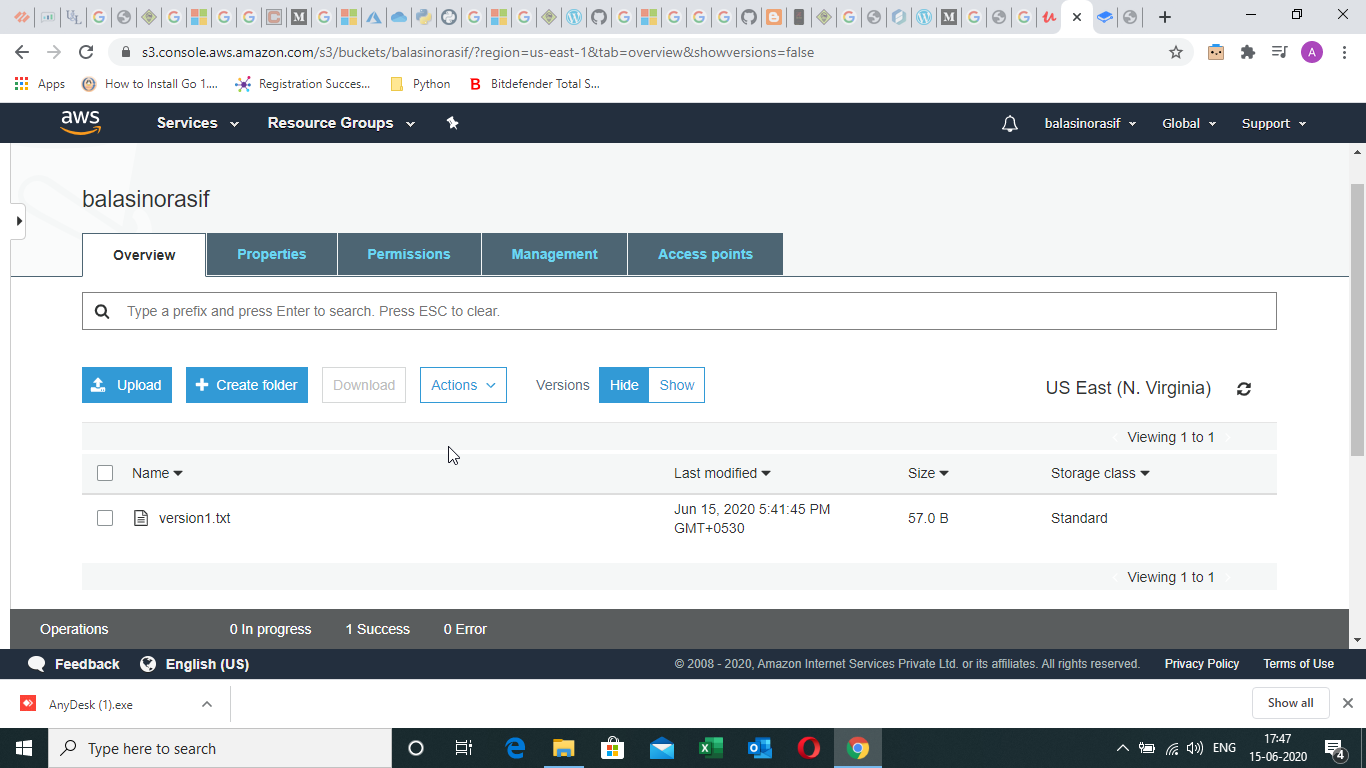 s3.console.aws.amazon.com/s3/buckets/balasinorasif/?region=us-east-1&tab=overview&showversions=false
A
Apps How to Install Go 1.... Registration Succes... Python B Bitdefender Total S...
aws Services Resource Groups balasinorasif Global Support
balasinorasif
Overview Properties Permissions Management Access points
Type a prefix and press Enter to search. Press ESC to clear.
Upload Create folder Download Actions Versions Hide Show US East (N. Virginia)
Viewing 1 to 1
Name Last modified Size Storage class
version1.txt Jun 15, 2020 5:41:45 PM GMT+0530 57.0 B Standard
Viewing 1 to 1
Operations 0 In progress 1 Success 0 Error
Feedback English (US) © 2008 - 2020, Amazon Internet Services Private Ltd. or its affiliates. All rights reserved. Privacy Policy Terms of Use
AnyDesk (1).exe Show all
Type here to search ENG 17:47
15-06-2020 4